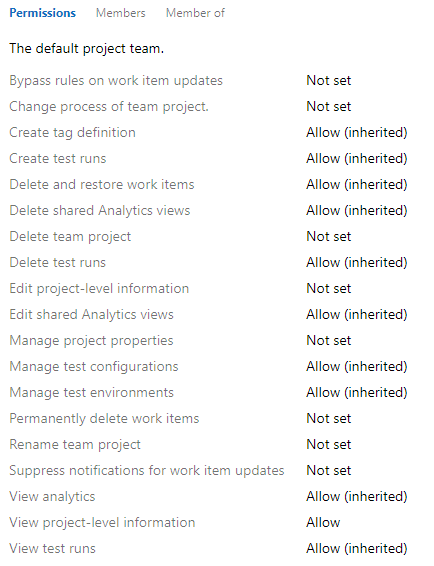 Permissions Members Member of
The default project team.
Bypass rules on work item updates Not set
Change process of team project. Not set
Create tag definition Allow (inherited)
Create test runs Allow (inherited)
Delete and restore work items Allow (inherited)
Delete shared Analytics views Allow (inherited)
Delete team project Not set
Delete test runs Allow (inherited)
Edit project-level information Not set
Edit shared Analytics views Allow (inherited)
Manage project properties Not set
Manage test configurations Allow (inherited)
Manage test environments Allow (inherited)
Permanently delete work items Not set
Rename team project Not set
Suppress notifications for work item updates Not set
View analytics Allow (inherited)
View project-level information Allow
View test runs Allow (inherited)